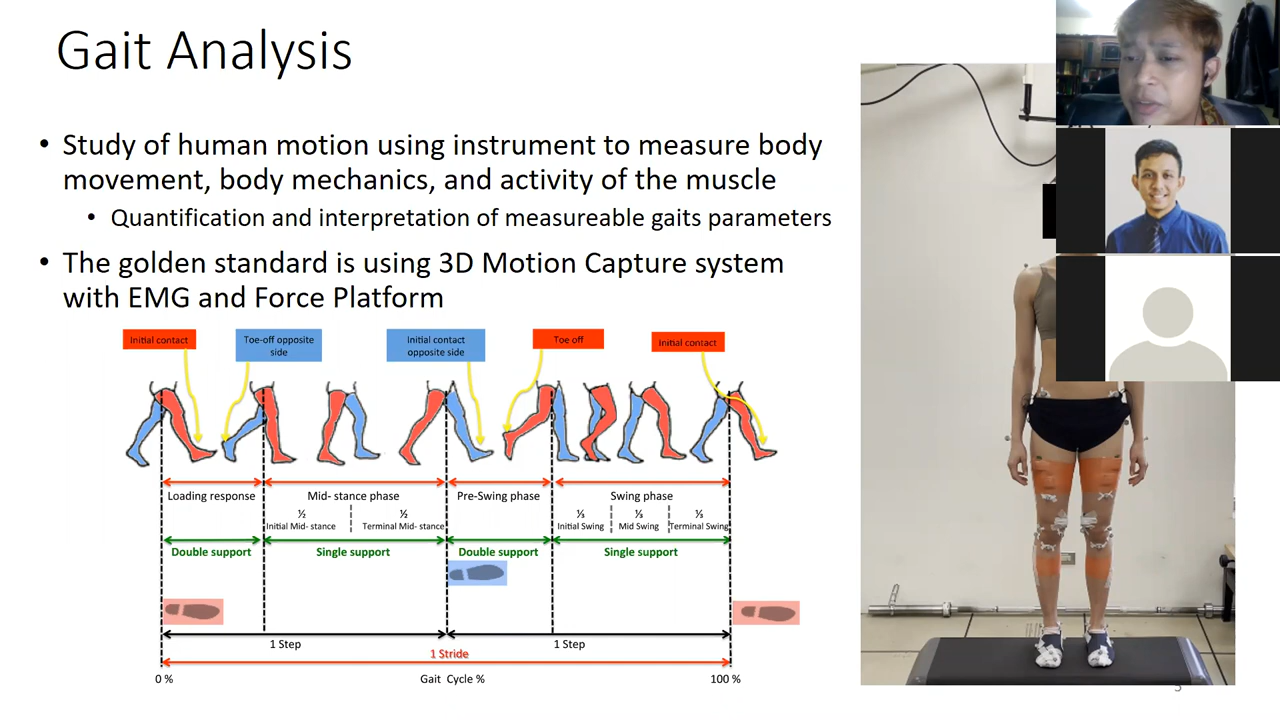 Gait Analysis
• Study of human motion using instrument to measure body
movement, body mechanics, and activity of the muscle
• Quantification and interpretation of measureable gaits parameters
• The golden standard is using 3D Motion Capture system
with EMG and Force Platform
Initial contact
Toe-off opposite
side
Initial contact
opposite side
Toe off
Initial contact
Loading response
Mid- stance phase
Pre-Swing phase
Swing phase
½
Initial Mid- stance
½
Terminal Mid- stance
⅓
Initial Swing
⅓
Mid Swing
⅓
Terminal Swing
Double support
Single support
Double support
Single support
1 Step
1 Step
1 Stride
0 %
Gait Cycle %
100 %